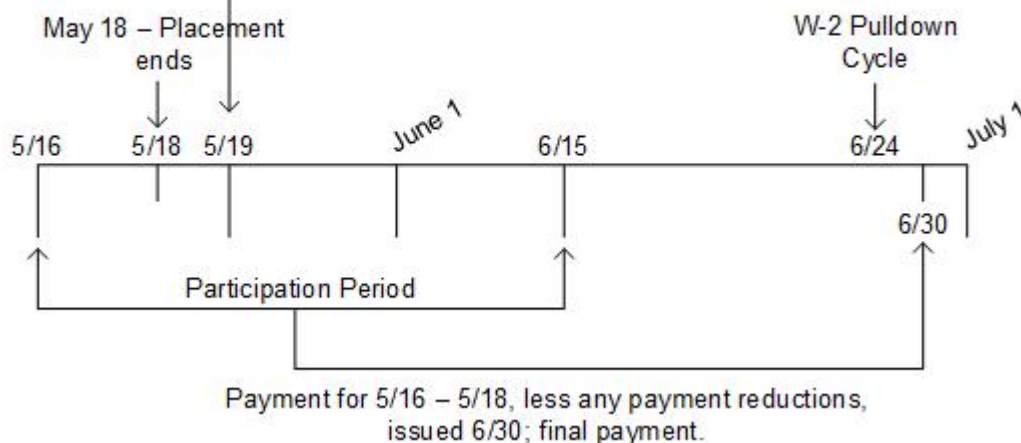 May 18 – Placement
ends
W-2 Pulldown
Cycle
5/16
5/18
5/19
June 1
6/15
6/24
July 1
6/30
Participation Period
Payment for 5/16 – 5/18, less any payment reductions,
issued 6/30; final payment.